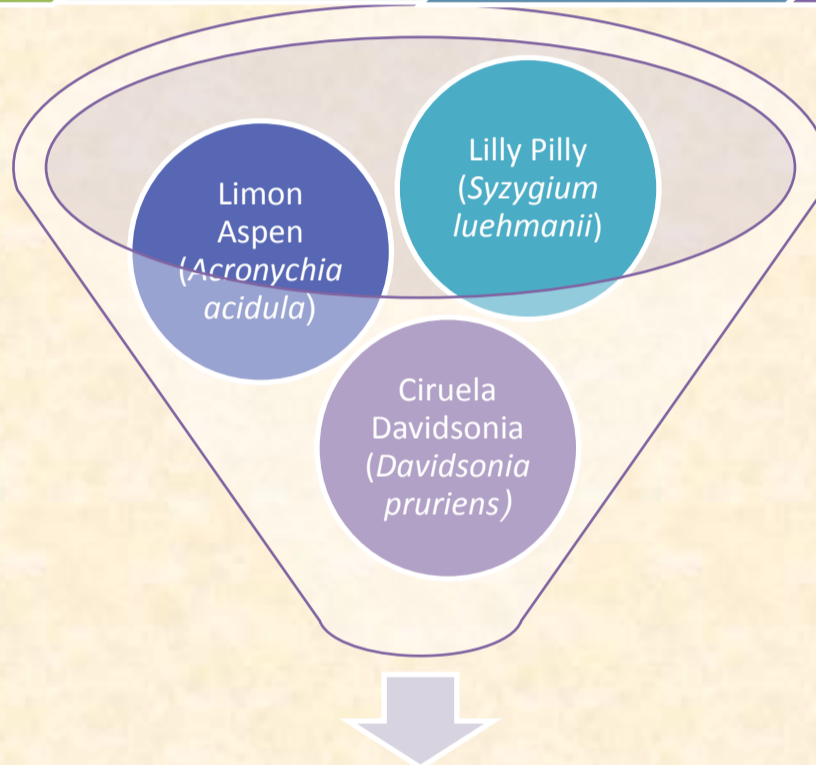 Limon
Aspen
(Acronychia
acidula)
Lilly Pilly
(Syzygium
luehmanii)
Ciruela
Davidsonia
(Davidsonia
pruriens)